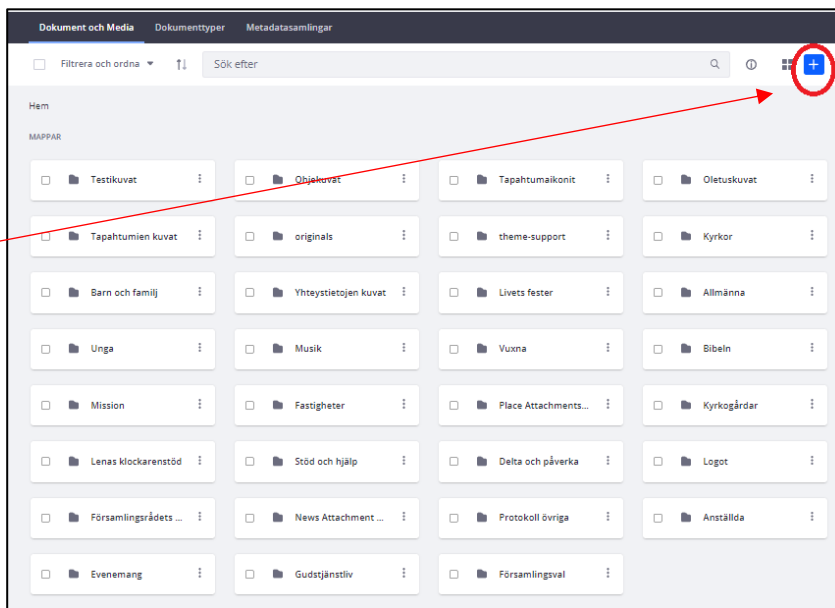 Dokument och Media Dokumenttyper Metadatasamlingar
Filtrera och ordna Sök efter
Hem
MAPPAR
Testikuvat Ohjekuvat Tapahtumaikonit Oletuskuvat
Tapahtumien kuvat originals theme-support Kyrkor
Barn och familj Yhteystietojen kuvat Livets fester Allmänna
Unga Musik Vuxna Bibeln
Mission Fastigheter Place Attachments... Kyrkogårdar
Lenas klockarenstöd Stöd och hjälp Delta och påverka Logot
Församlingsrådets ... News Attachment ... Protokoll övriga Anställda
Evenemang Gudstjänstliv Församlingsval